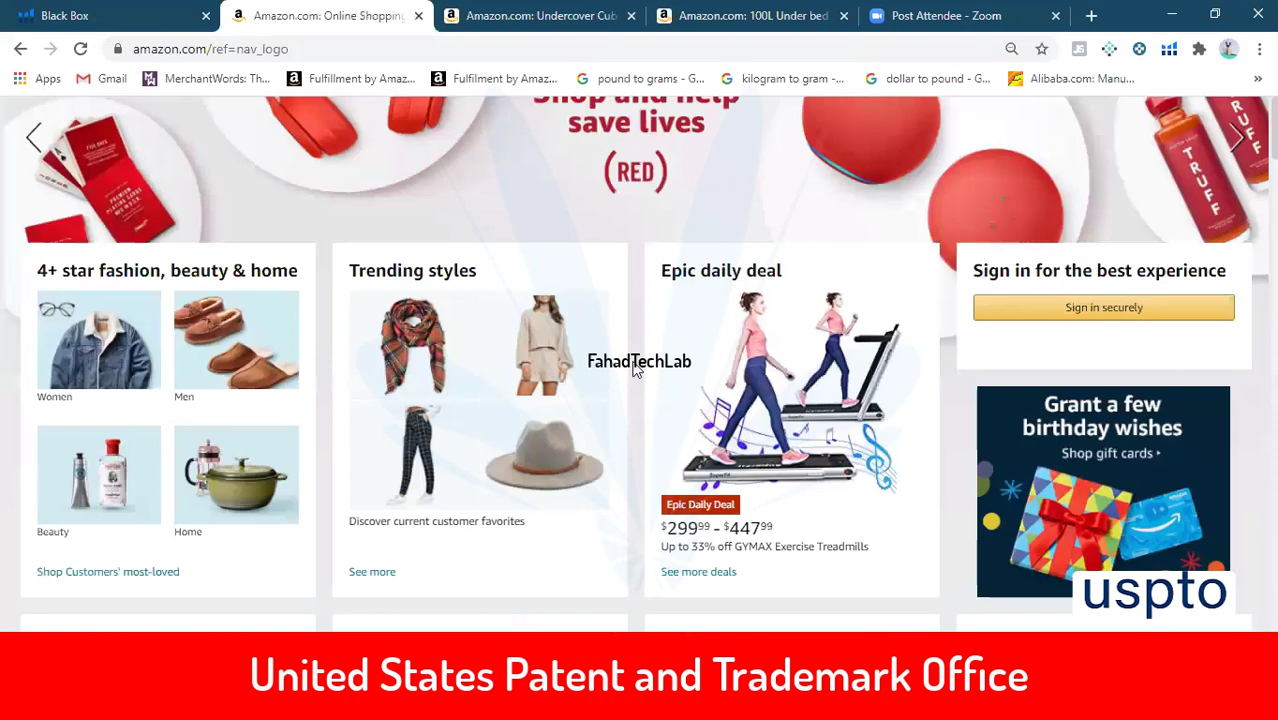 Black Box
Amazon.com: Online Shopping
Amazon.com: Undercover Cub
Amazon.com: 100L Under bed
Post Attendee - Zoom
amazon.com/ref=nav_logo
Apps
Gmail
MerchantWords: Th...
Fulfillment by Amaz...
Fulfilment by Amaz...
pound to grams - G...
kilogram to gram -...
dollar to pound - G...
Alibaba.com: Manu...
Shop and help
save lives
(RED)
TRUFF
4+ star fashion, beauty & home
Women
Men
Beauty
Home
Shop Customers' most-loved
Trending styles
Discover current customer favorites
See more
Epic daily deal
Epic Daily Deal
$299.99 - $447.99
Up to 33% off GYMAX Exercise Treadmills
See more deals
Sign in for the best experience
Sign in securely
Grant a few
birthday wishes
Shop gift cards
FahadTechLab
uspto
United States Patent and Trademark Office